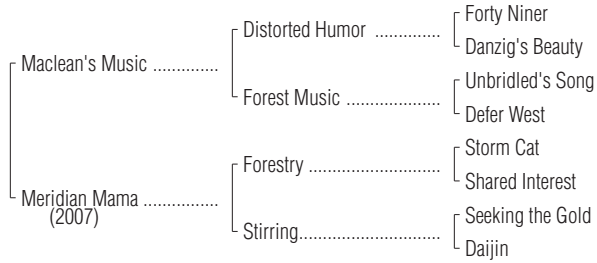 Forty Niner
Distorted Humor ..............
Danzig's Beauty
Maclean's Music ..............
Unbridled's Song
Forest Music ....................
Defer West
Storm Cat
Forestry ............................
Shared Interest
Meridian Mama ................
(2007)
Seeking the Gold
Stirring..............................
Daijin